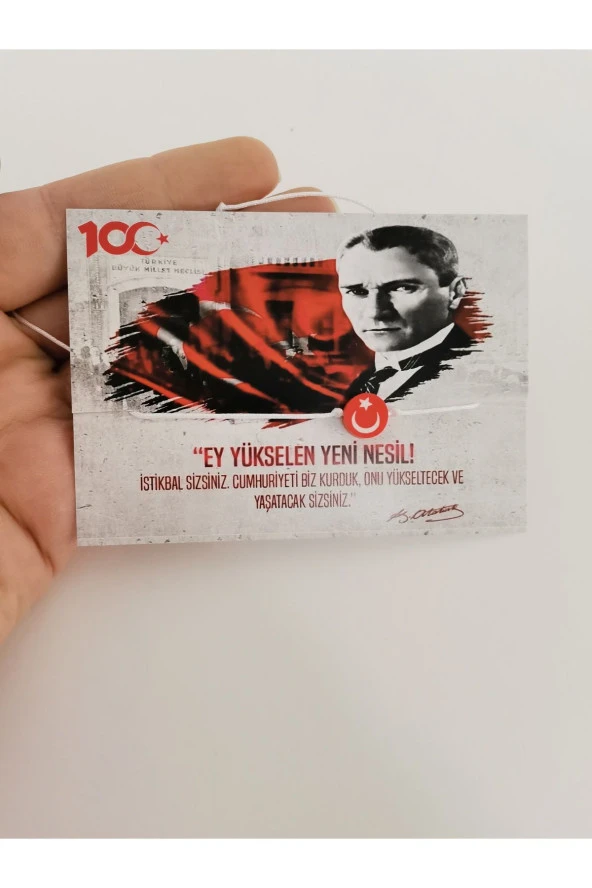 100
TÜRKİYE
BÜYÜK MİLLET MECLİSİ
“EY YÜKSELEN YENİ NESİL!
İSTİKBAL SİZSİNİZ. CUMHURİYETİ BİZ KURDUK, ONU YÜKSELTECEK VE
YAŞATACAK SİZSİNİZ.”
K. Atatürk